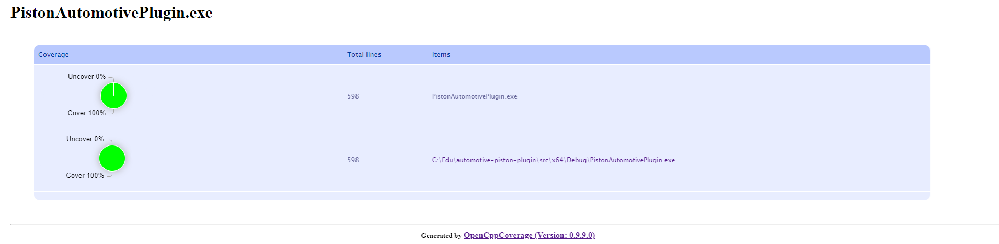 PistonAutomotivePlugin.exe
Coverage Total lines Items
Uncover 0%
598 PistonAutomotivePlugin.exe
Cover 100%
Uncover 0%
598 C:\Edu\automotive-piston-plugin\src\x64\Debug\PistonAutomotivePlugin.exe
Cover 100%
Generated by OpenCppCoverage (Version: 0.9.9.0)